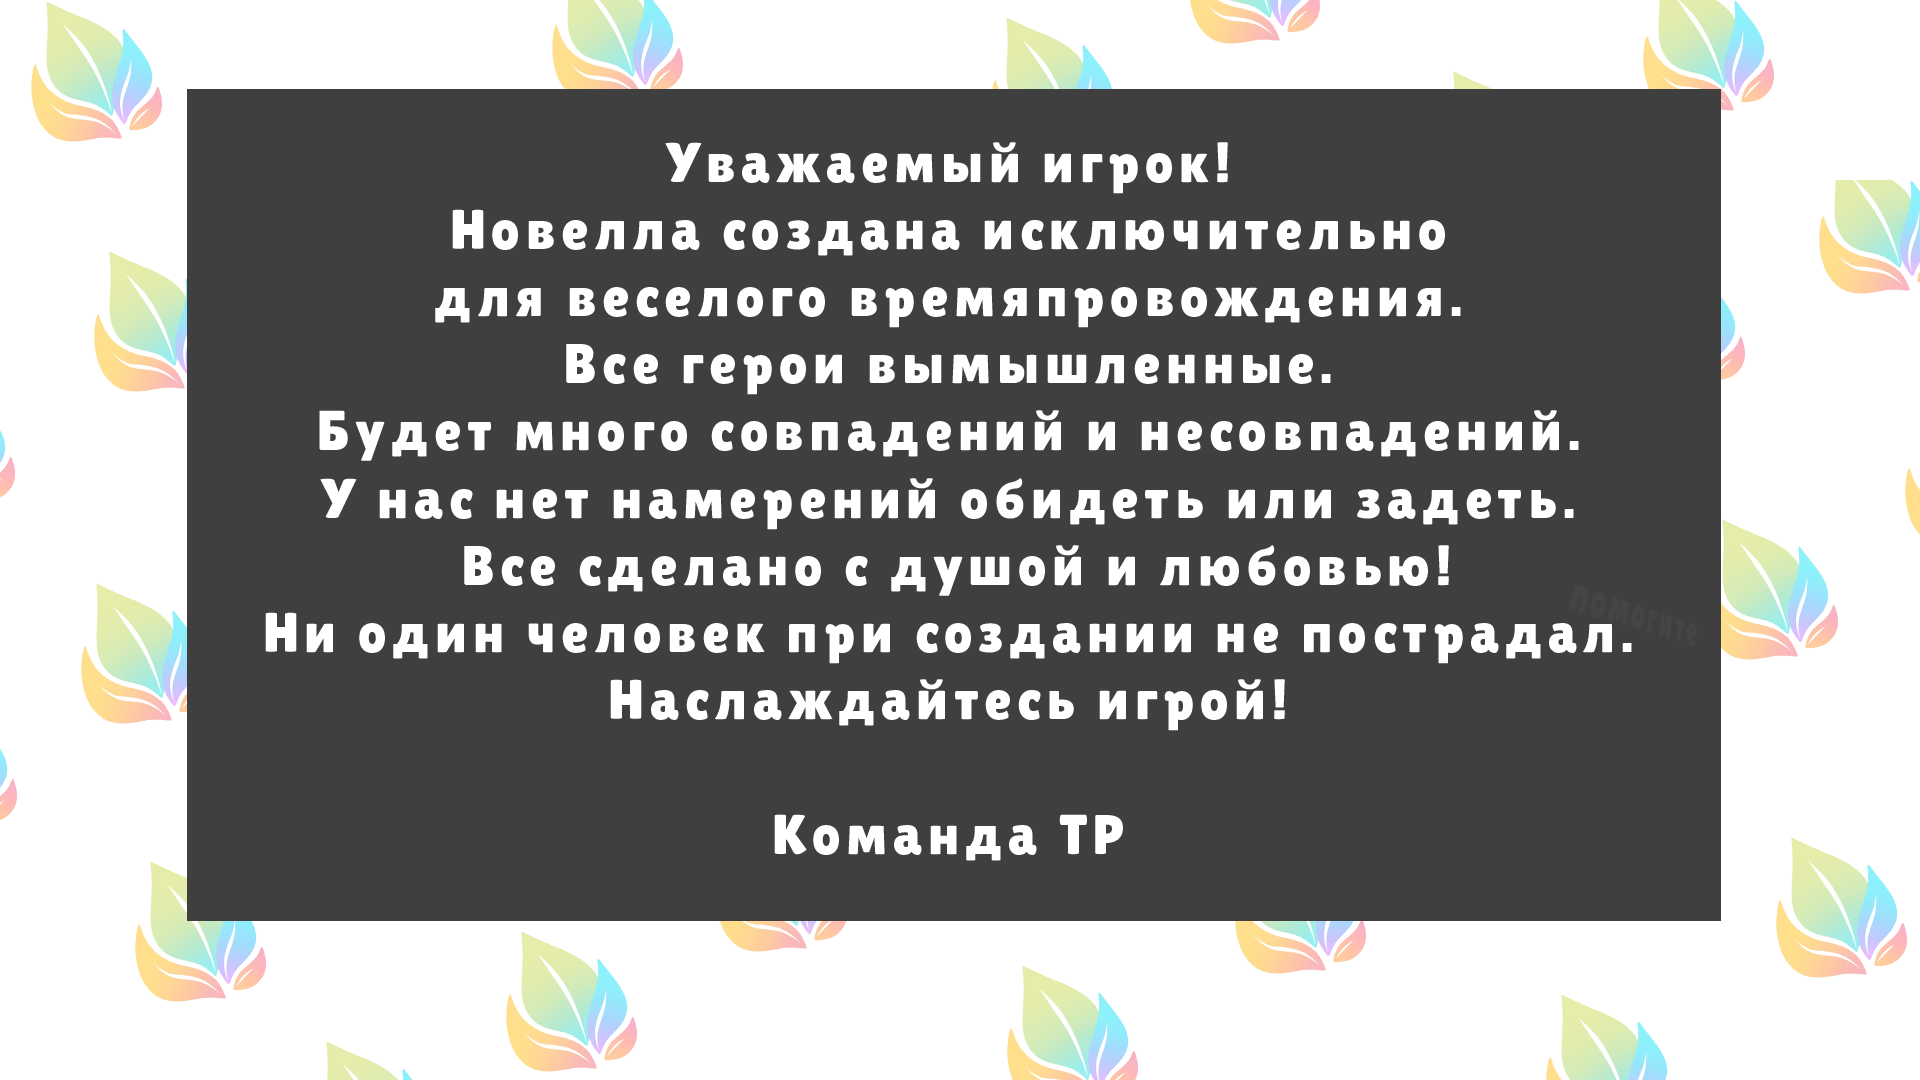 Уважаемый игрок!
Новелла создана исключительно
для веселого времяпровождения.
Все герои вымышленные.
Будет много совпадений и несовпадений.
У нас нет намерений обидеть или задеть.
Все сделано с душой и любовью!
помогите
Ни один человек при создании не пострадал.
Наслаждайтесь игрой!
Команда ТР